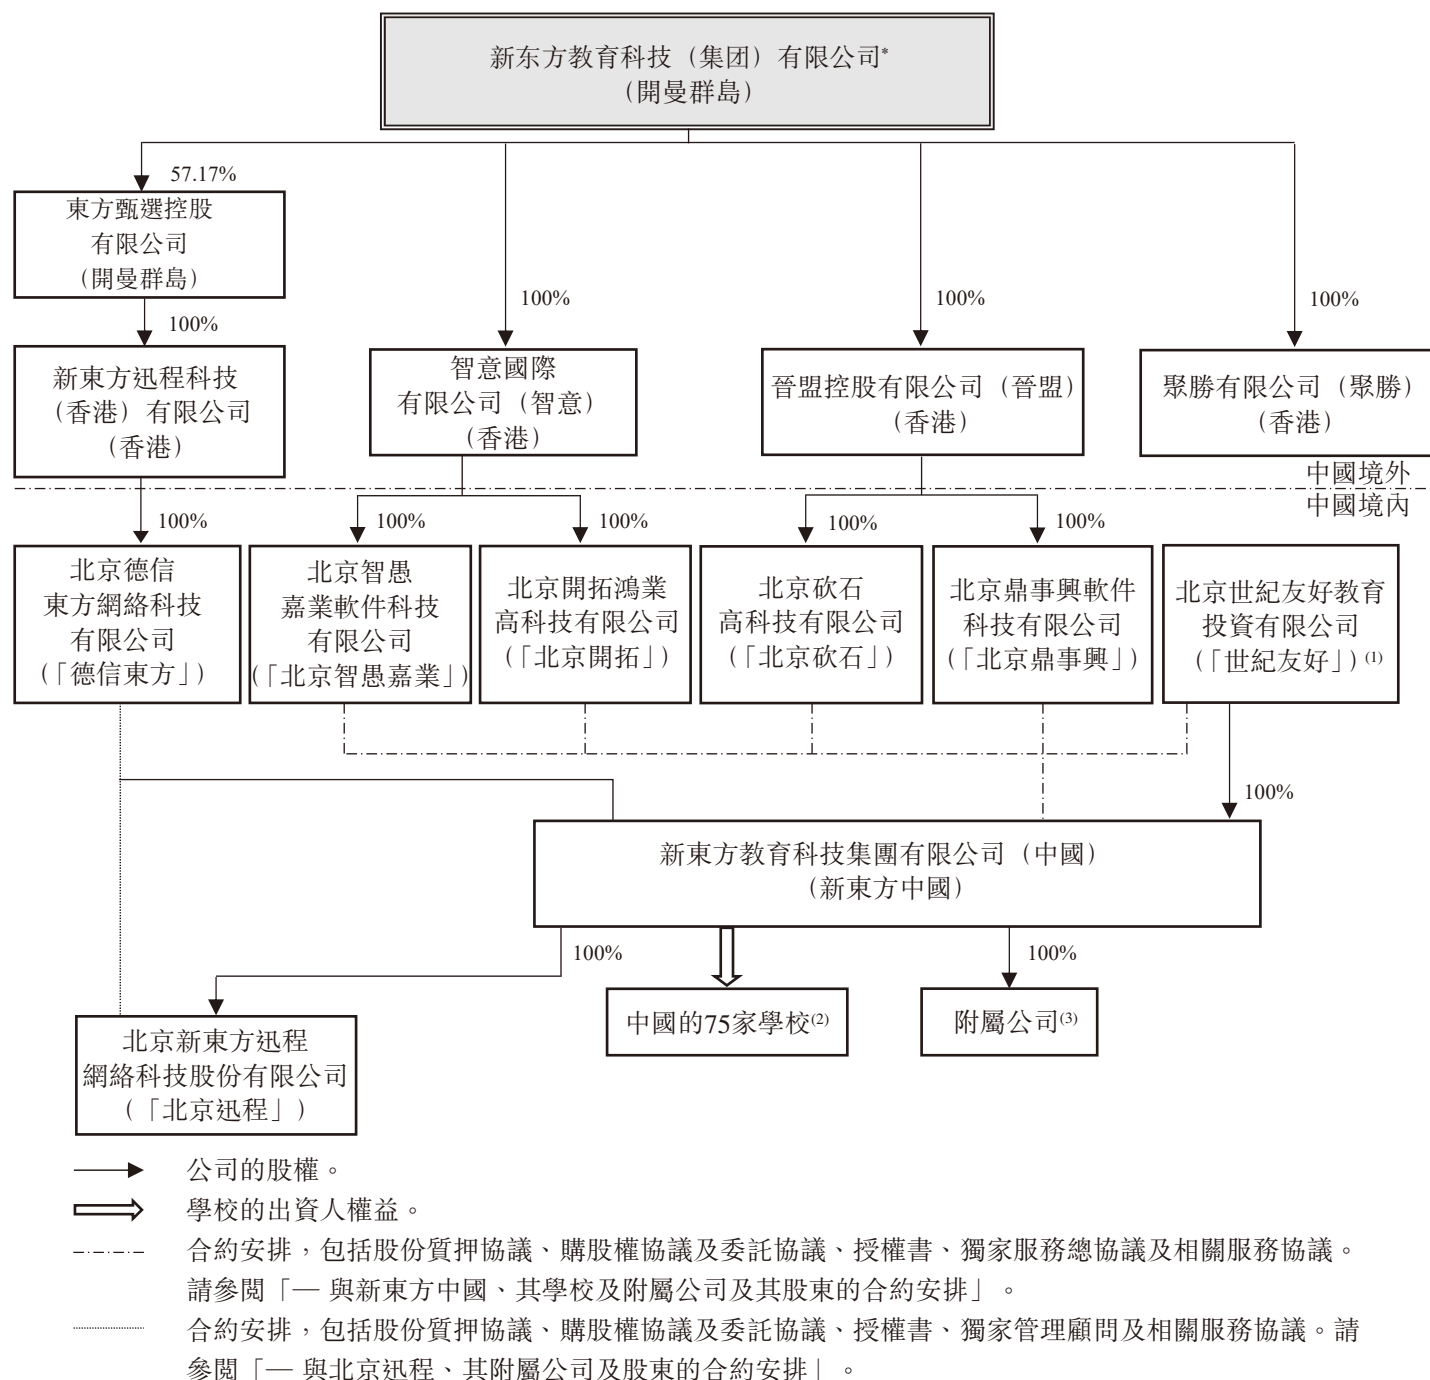 新东方教育科技（集团）有限公司*
（開曼群島）
57.17%
東方甄選控股
有限公司
（開曼群島）
100%
100%
100%
100%
新東方迅程科技
（香港）有限公司
（香港）
智意國際
有限公司（智意）
（香港）
晉盟控股有限公司（晉盟）
（香港）
聚勝有限公司（聚勝）
（香港）
中國境外
中國境內
100%
100%
100%
100%
100%
北京德信
東方網絡科技
有限公司
（「德信東方」）
北京智愚
嘉業軟件科技
有限公司
（「北京智愚嘉業」）
北京開拓鴻業
高科技有限公司
（「北京開拓」）
北京砍石
高科技有限公司
（「北京砍石」）
北京鼎事興軟件
科技有限公司
（「北京鼎事興」）
北京世紀友好教育
投資有限公司
（「世紀友好」）(1)
100%
新東方教育科技集團有限公司（中國）
（新東方中國）
100%
100%
中國的75家學校(2)
附屬公司(3)
北京新東方迅程
網絡科技股份有限公司
（「北京迅程」）
公司的股權。
學校的出資人權益。
合約安排，包括股份質押協議、購股權協議及委託協議、授權書、獨家服務總協議及相關服務協議。
請參閱「— 與新東方中國、其學校及附屬公司及其股東的合約安排」。
合約安排，包括股份質押協議、購股權協議及委託協議、授權書、獨家管理顧問及相關服務協議。請
參閱「— 與北京迅程、其附屬公司及股東的合約安排」。